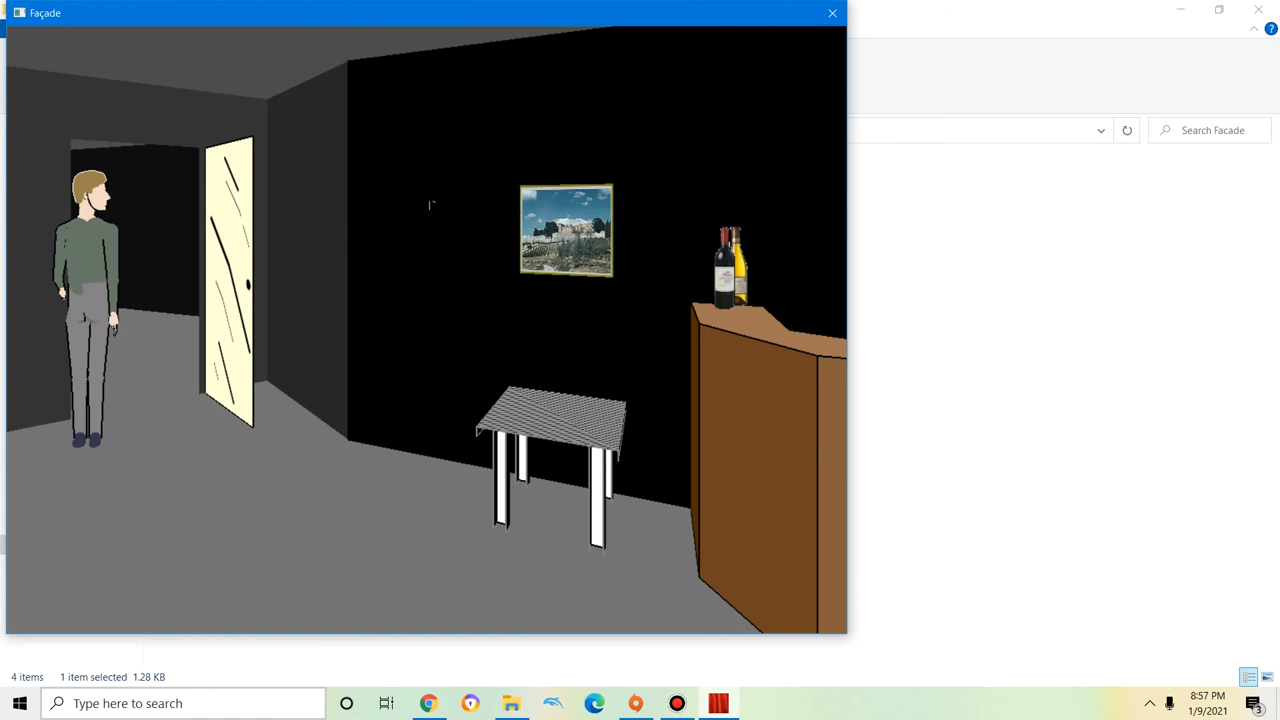 Façade
Search Facade
4 items 1 item selected 1.28 KB
Type here to search
8:57 PM
1/9/2021
3